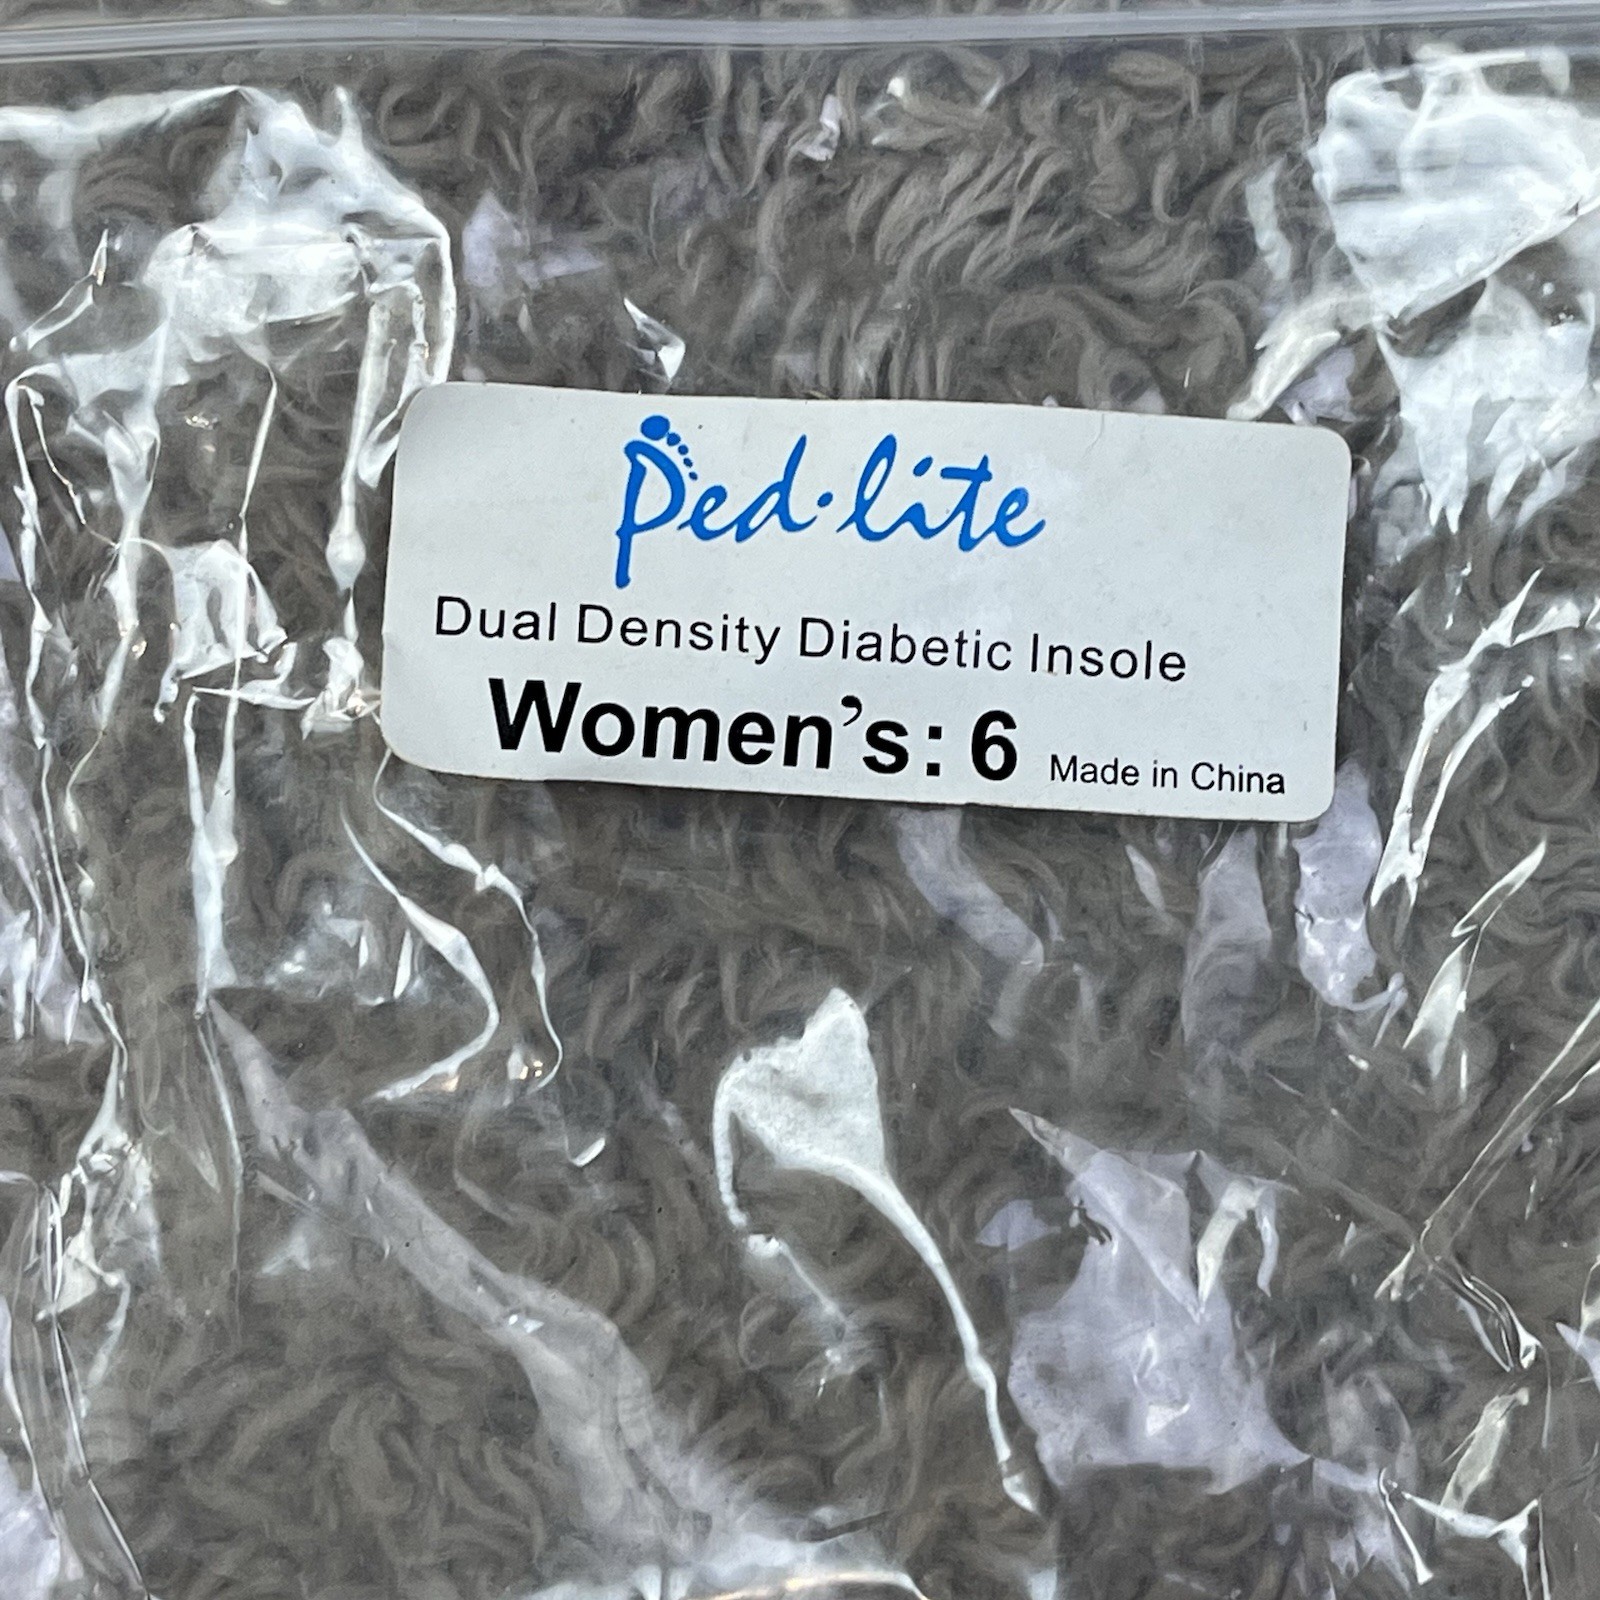 Ped·lite
Dual Density Diabetic Insole
Women's: 6 Made in China